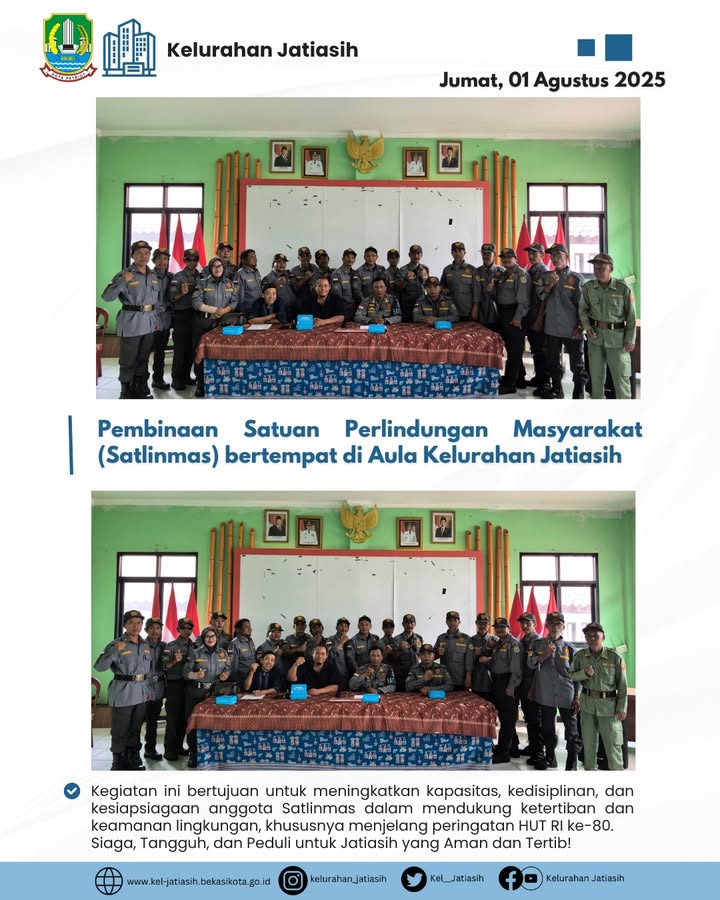 Kelurahan Jatiasih
Jumat, 01 Agustus 2025
Pembinaan Satuan Perlindungan Masyarakat
(Satlinmas) bertempat di Aula Kelurahan Jatiasih
Kegiatan ini bertujuan untuk meningkatkan kapasitas, kedisiplinan, dan
kesiapsiagaan anggota Satlinmas dalam mendukung ketertiban dan
keamanan lingkungan, khususnya menjelang peringatan HUT RI ke-80.
Siaga, Tangguh, dan Peduli untuk Jatiasih yang Aman dan Tertib!
www.kel-jatiasih.bekasikota.go.id
kelurahan_jatiasih
Kel__Jatiasih
Kelurahan Jatiasih